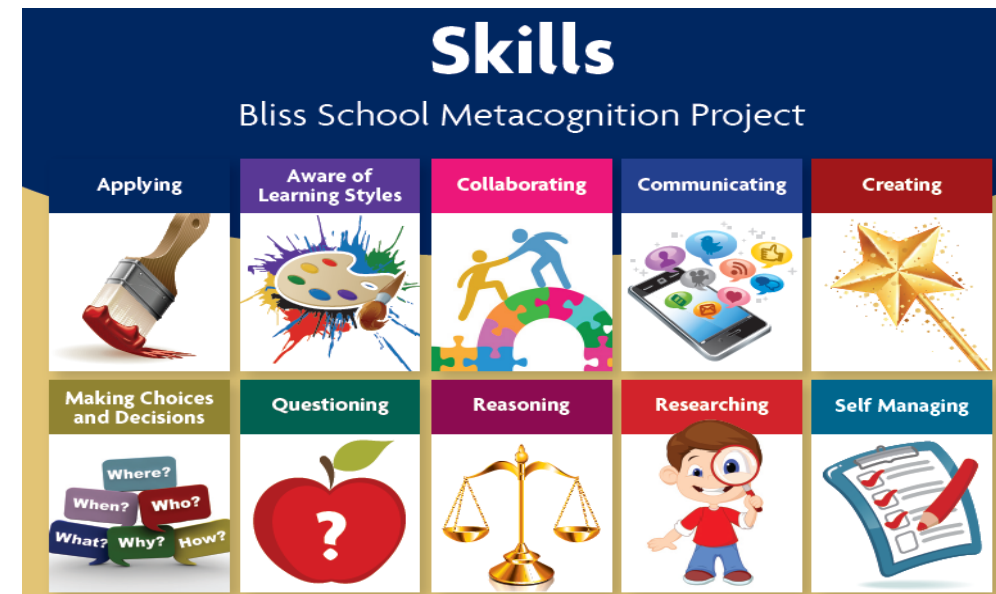 Skills
Bliss School Metacognition Project
Applying
Aware of
Learning Styles
Collaborating
Communicating
Creating
Making Choices
and Decisions
Where?
When?
Who?
What?
Why?
How?
Questioning
?
Reasoning
Researching
Self Managing